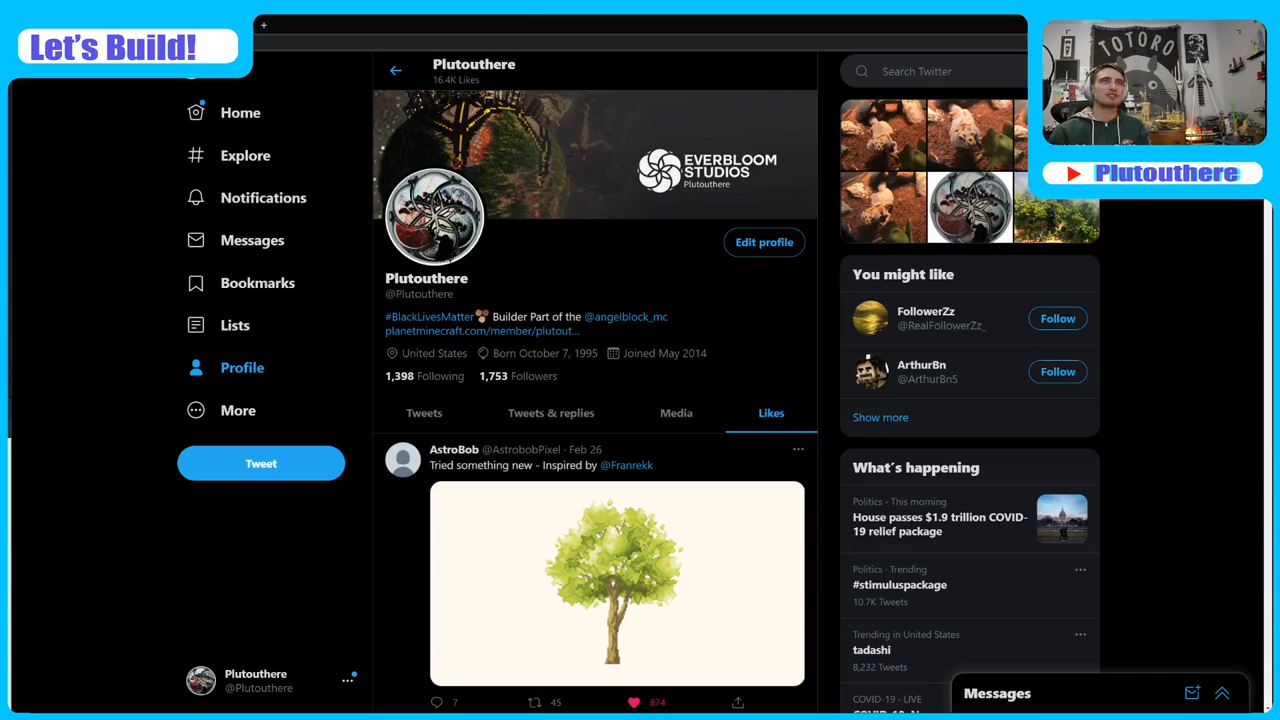 Let's Build!
Home
Explore
Notifications
Messages
Bookmarks
Lists
Profile
More
Tweet
Plutouthere
@Plutouthere
Plutouthere
16.4K Likes
EVERBLOOM
STUDIOS
Plutouthere
Edit profile
Plutouthere
@Plutouthere
#BlackLivesMatter Builder Part of the @angelblock_mc
planetminecraft.com/member/plutout...
United States Born October 7, 1995 Joined May 2014
1,398 Following 1,753 Followers
Tweets Tweets & replies Media Likes
AstroBob @AstrobobPixel · Feb 26
Tried something new - Inspired by @Franrekk
7 45 874
Search Twitter
TOTORO
Plutouthere
You might like
FollowerZz
@RealFollowerZz_
Follow
ArthurBn
@ArthurBn5
Follow
Show more
What's happening
Politics · This morning
House passes $1.9 trillion COVID-
19 relief package
Politics · Trending
#stimuluspackage
10.7K Tweets
Trending in United States
tadashi
8,232 Tweets
COVID-19 · LIVE
Messages